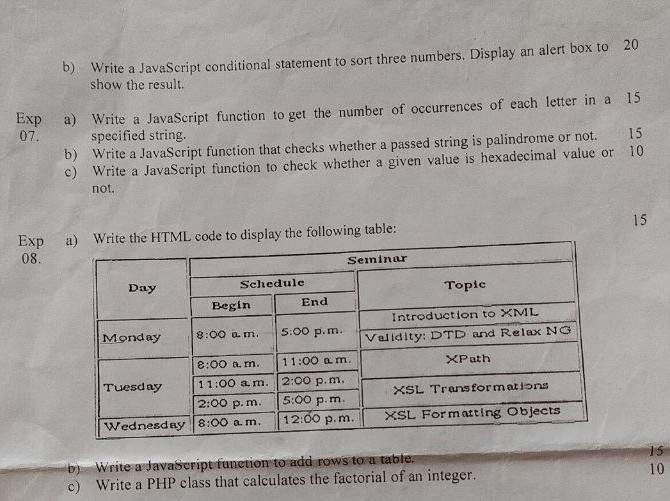 b) Write a JavaScript conditional statement to sort three numbers. Display an alert box to 20
show the result.
Exp a) Write a JavaScript function to get the number of occurrences of each letter in a 15
07. specified string.
b) Write a JavaScript function that checks whether a passed string is palindrome or not. 15
c) Write a JavaScript function to check whether a given value is hexadecimal value or 10
not.
Exp a) Write the HTML code to display the following table: 15
08.
Seminar
Day Schedule Topic
Begin End
Monday 8:00 a.m. 5:00 p.m. Introduction to XML
Validity: DTD and Relax NG
Tuesday 8:00 a.m. 11:00 a.m. XPath
11:00 a.m. 2:00 p.m. XSL Transformations
2:00 p.m. 5:00 p.m.
Wednesday 8:00 a.m. 12:00 p.m. XSL Formatting Objects
b) Write a JavaScript function to add rows to a table. 15
c) Write a PHP class that calculates the factorial of an integer. 10